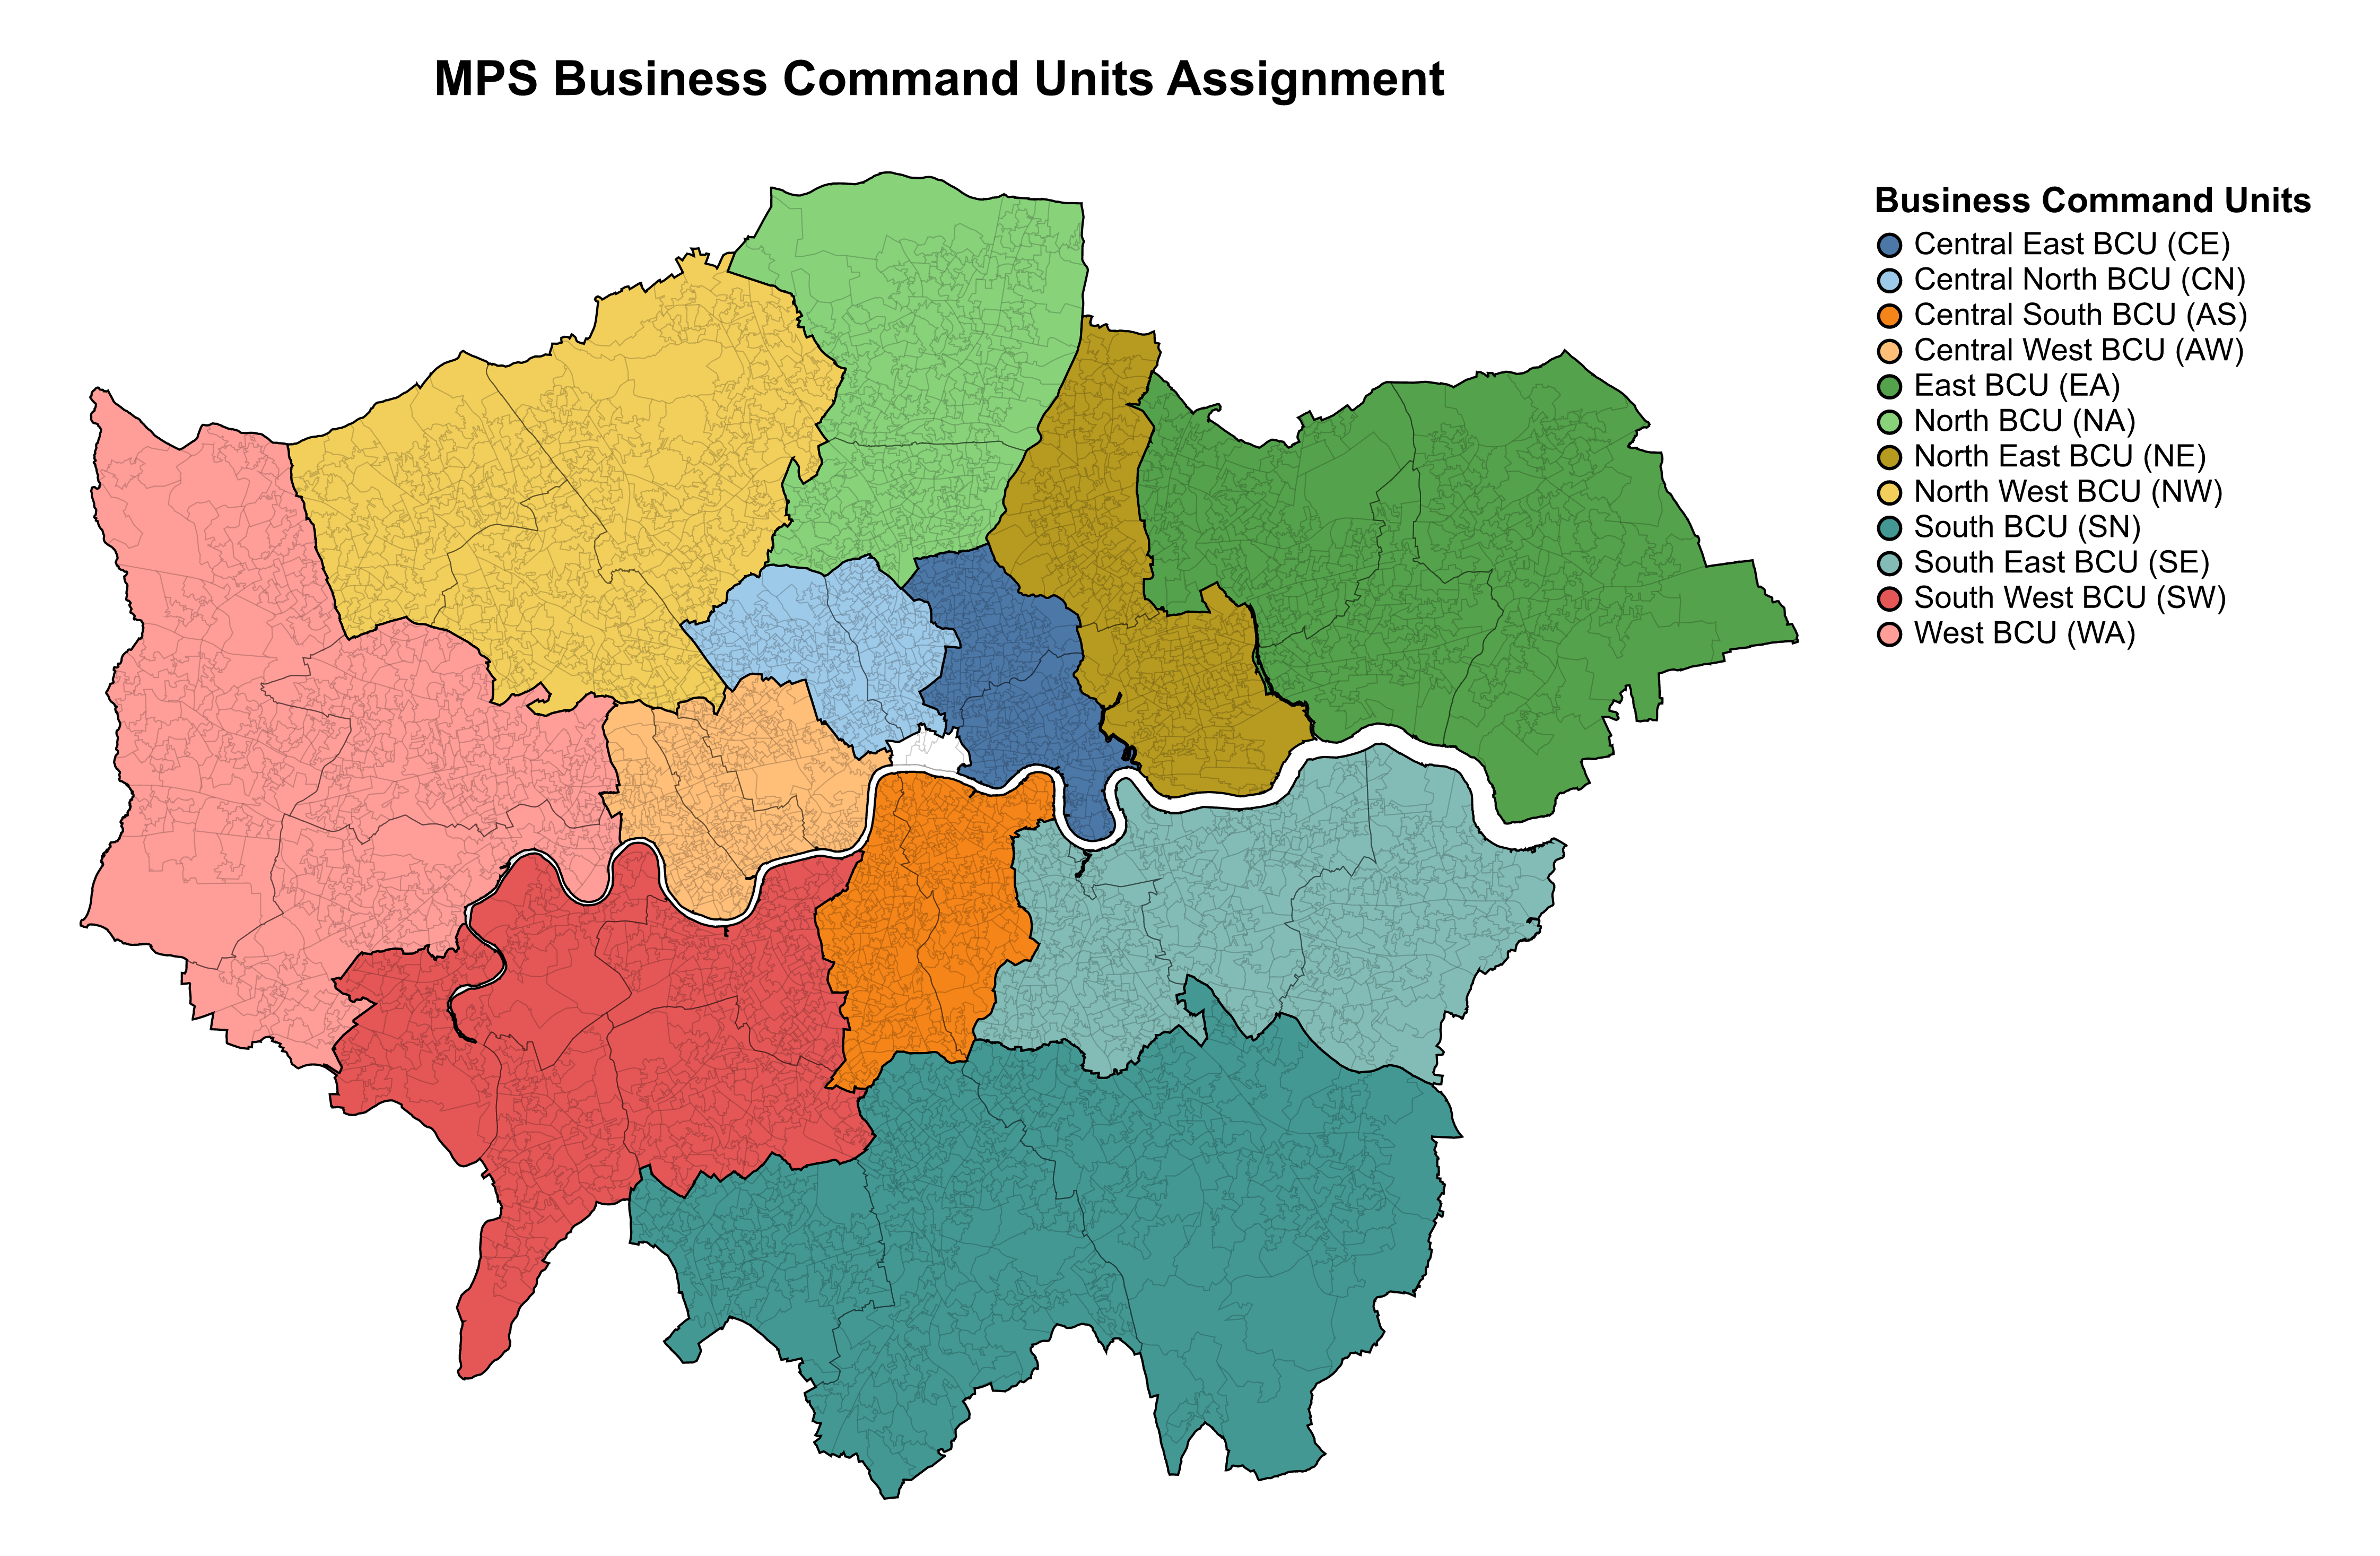 MPS Business Command Units Assignment
Business Command Units
Central East BCU (CE)
Central North BCU (CN)
Central South BCU (AS)
Central West BCU (AW)
East BCU (EA)
North BCU (NA)
North East BCU (NE)
North West BCU (NW)
South BCU (SN)
South East BCU (SE)
South West BCU (SW)
West BCU (WA)